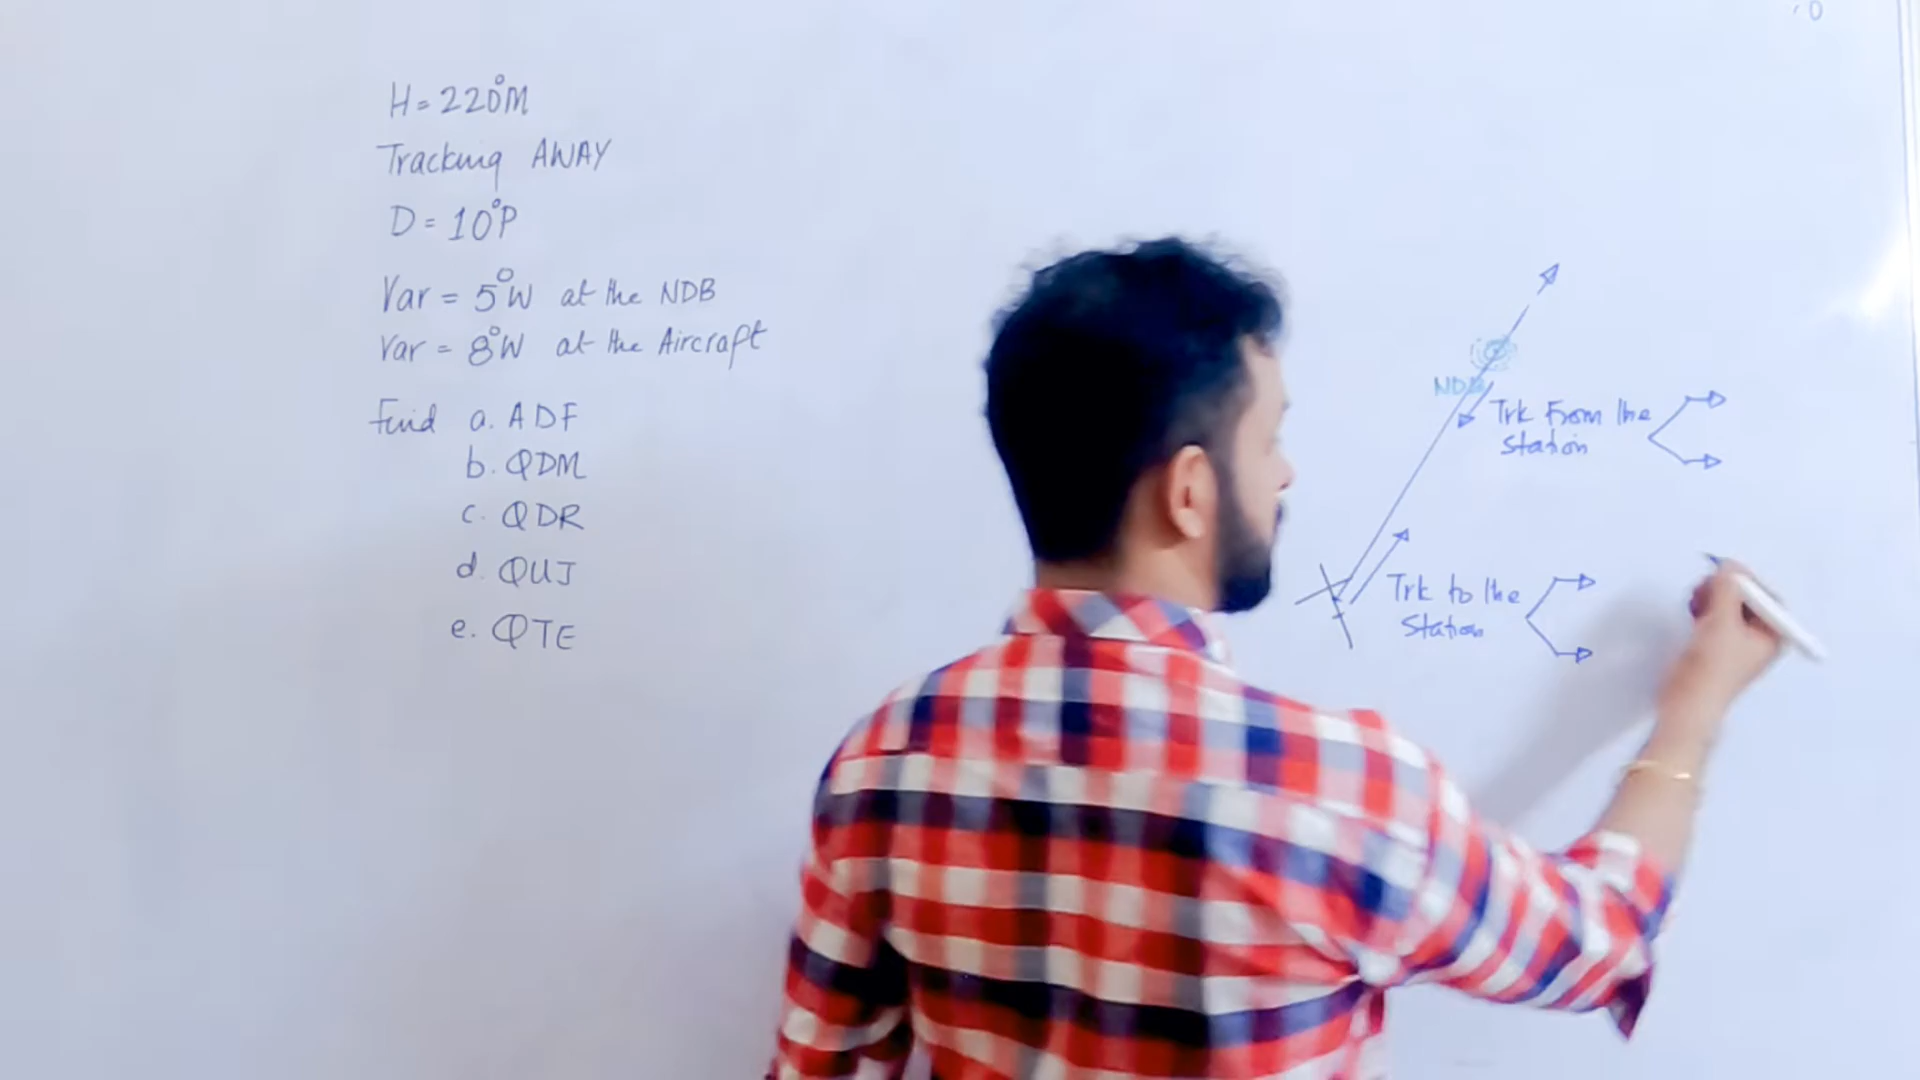 H = 220°M
Tracking AWAY
D = 10°P
Var = 5°W at the NDB
Var = 8°W at the Aircraft
Find a. ADF
b. QDM
c. QDR
d. QUJ
e. QTE
NDB
Trk From the
Station
Trk to the
Station